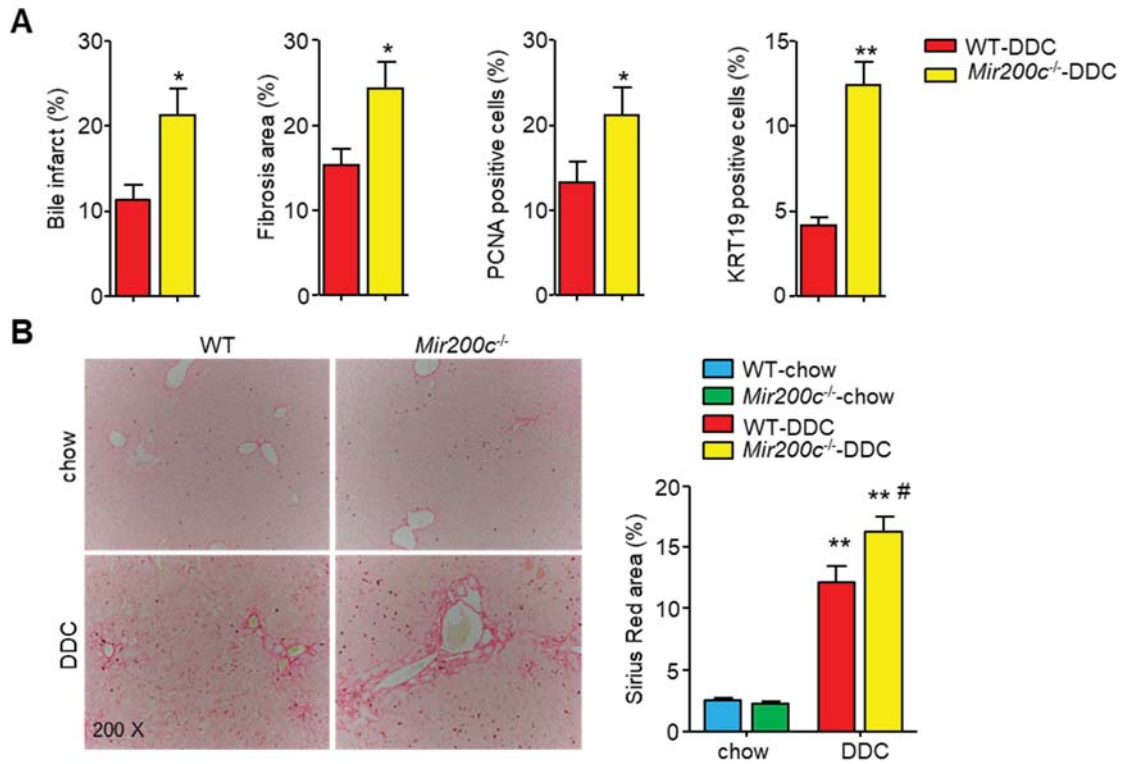 A
Bile infarct (%)
30
20
10
0
*
Fibrosis area (%)
30
20
10
0
*
PCNA positive cells (%)
30
20
10
0
*
KRT19 positive cells (%)
15
10
5
0
**
WT-DDC
Mir200c-/--DDC
B
WT
Mir200c-/-
chow
DDC
200 X
WT-chow
Mir200c-/--chow
WT-DDC
Mir200c-/--DDC
Sirius Red area (%)
20
15
10
5
0
**
** #
chow
DDC